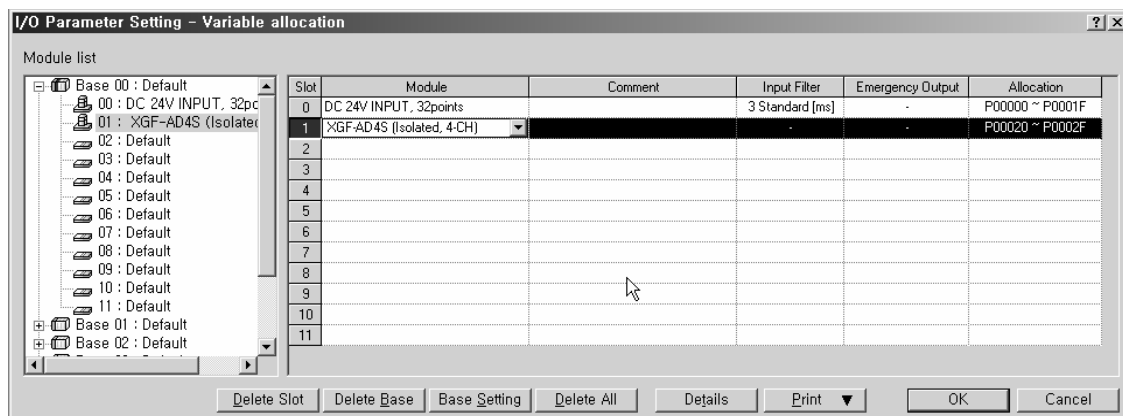 I/O Parameter Setting - Variable allocation
Module list
Base 00 : Default
00 : DC 24V INPUT, 32po
01 : XGF-AD4S (Isolated
02 : Default
03 : Default
04 : Default
05 : Default
06 : Default
07 : Default
08 : Default
09 : Default
10 : Default
11 : Default
Base 01 : Default
Base 02 : Default
Slot Module Comment Input Filter Emergency Output Allocation
0 DC 24V INPUT, 32points 3 Standard [ms] - P00000 ~ P0001F
1 XGF-AD4S (Isolated, 4-CH) - - P00020 ~ P0002F
2
3
4
5
6
7
8
9
10
11
Delete Slot Delete Base Base Setting Delete All Details Print ▼ OK Cancel